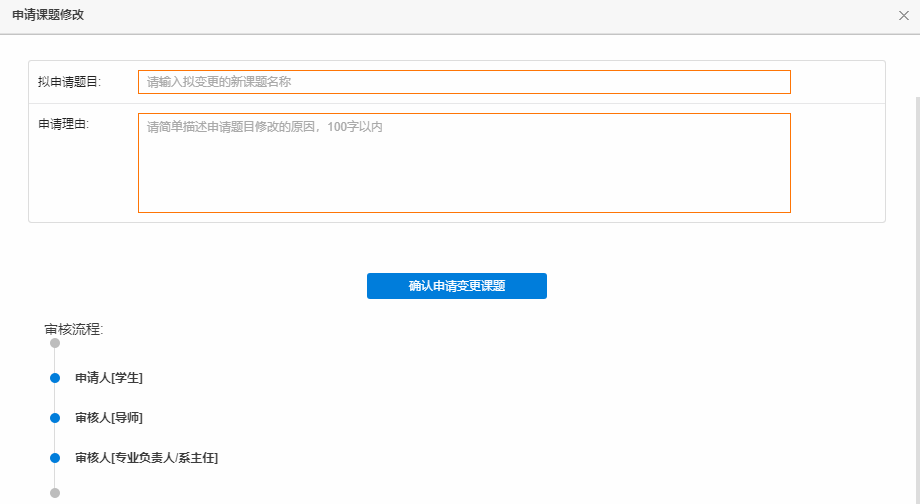 申请课题修改
拟申请题目:
请输入拟变更的新课题名称
申请理由:
请简单描述申请题目修改的原因，100字以内
确认申请变更课题
审核流程:
申请人[学生]
审核人[导师]
审核人[专业负责人/系主任]